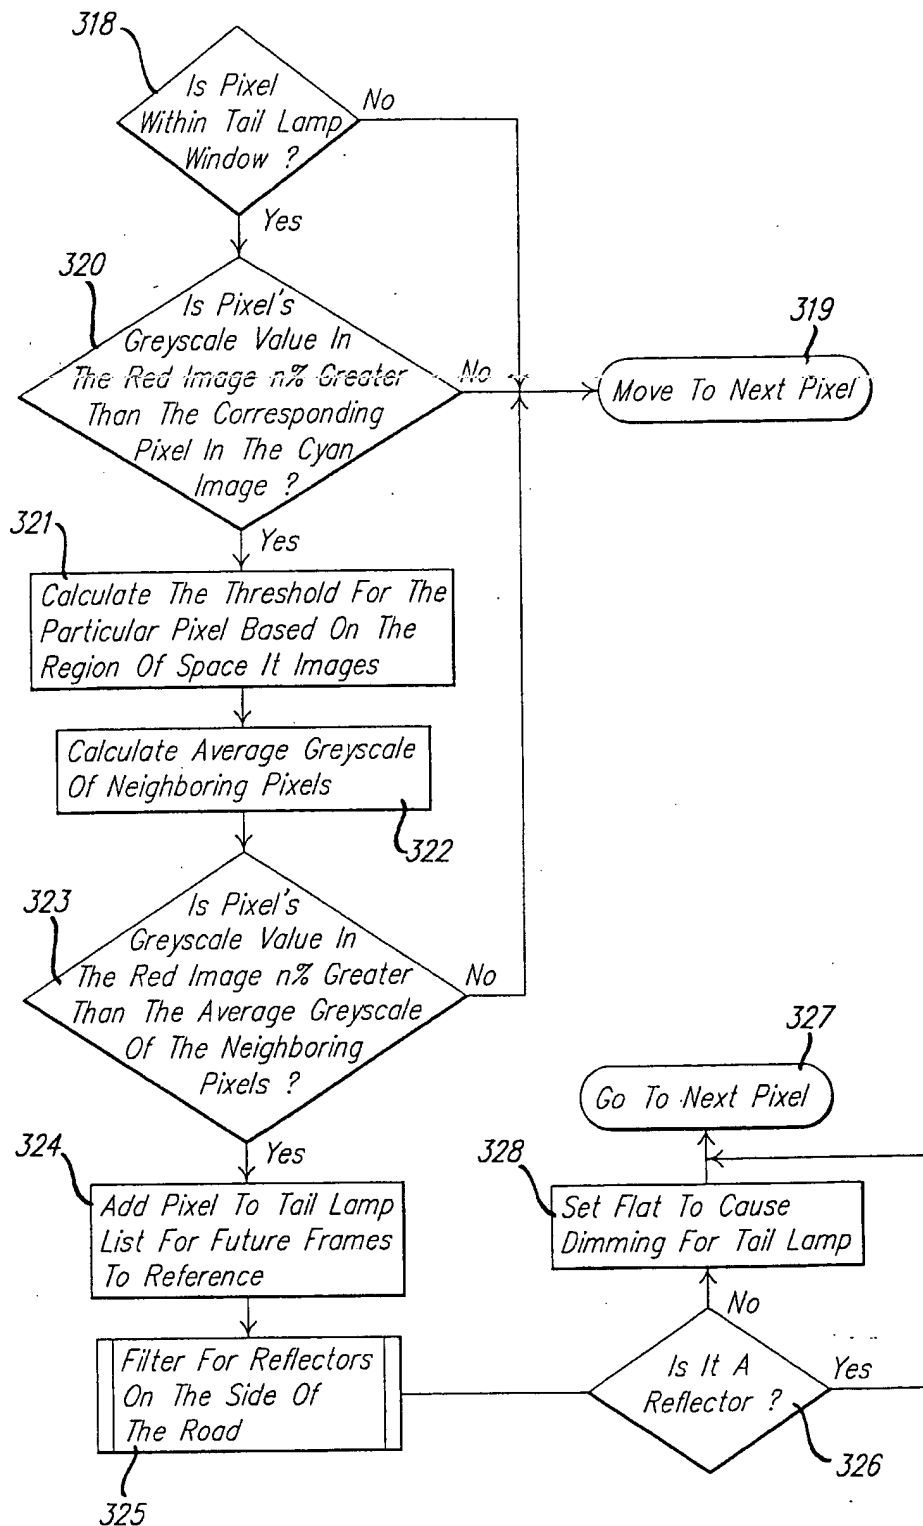 318
Is Pixel
Within Tail Lamp
Window ?
No
Yes
320
Is Pixel's
Greyscale Value In
The Red Image n% Greater
Than The Corresponding
Pixel In The Cyan
Image ?
No
319
Move To Next Pixel
Yes
321
Calculate The Threshold For The
Particular Pixel Based On The
Region Of Space It Images
Calculate Average Greyscale
Of Neighboring Pixels
322
323
Is Pixel's
Greyscale Value In
The Red Image n% Greater
Than The Average Greyscale
Of The Neighboring
Pixels ?
No
Yes
324
Add Pixel To Tail Lamp
List For Future Frames
To Reference
Filter For Reflectors
On The Side Of
The Road
325
327
Go To Next Pixel
328
Set Flat To Cause
Dimming For Tail Lamp
No
Is It A
Reflector ?
Yes
326